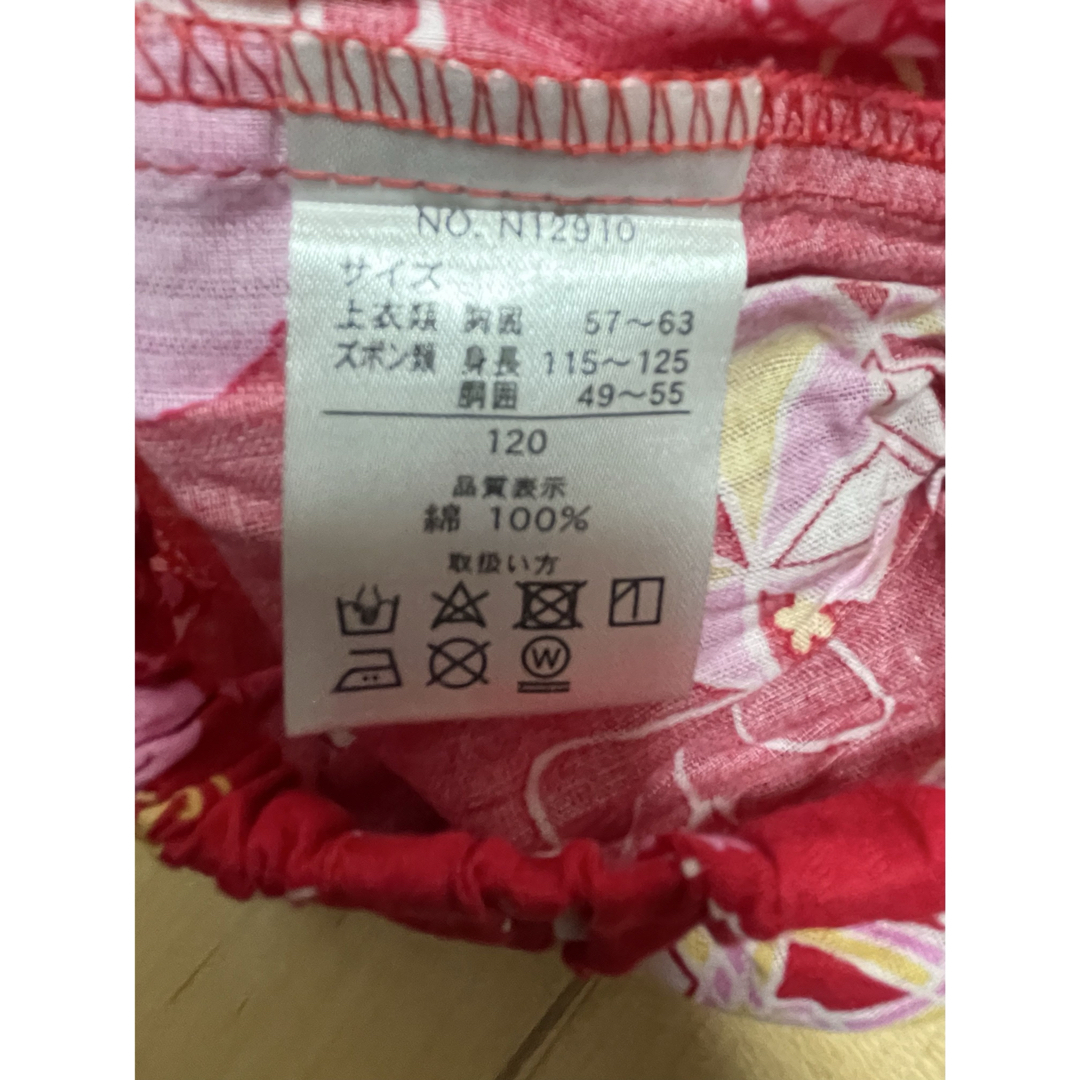 NO. N12910
サイズ
上衣類 胸囲 57～63
ズボン類 身長 115～125
胴囲 49～55
120
品質表示
綿 100%
取扱い方
W